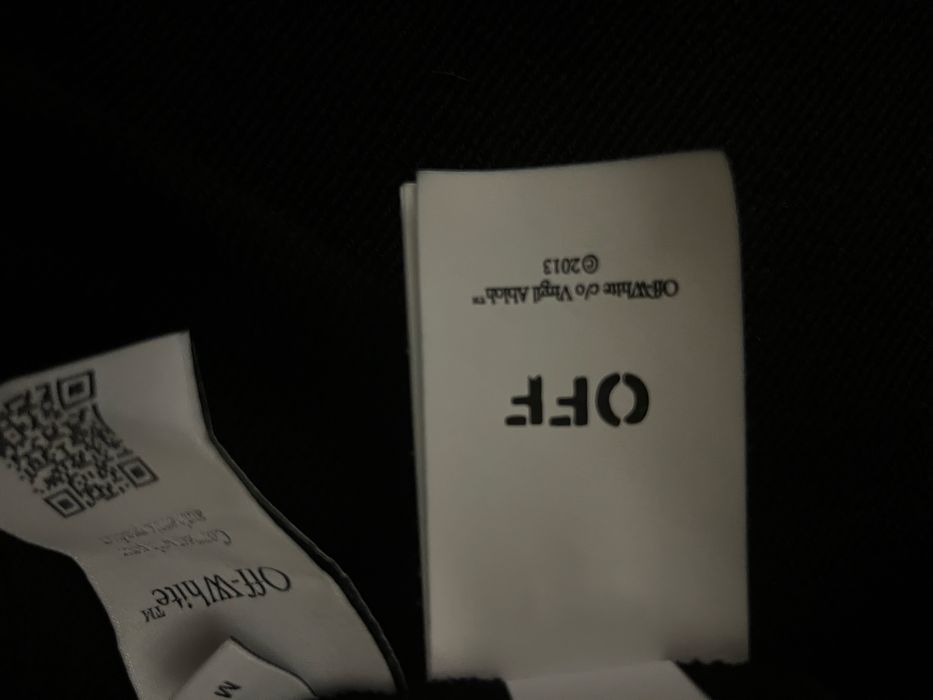 OFF
Off-White c/o Virgil Abloh™
©2013
Off-White™
M